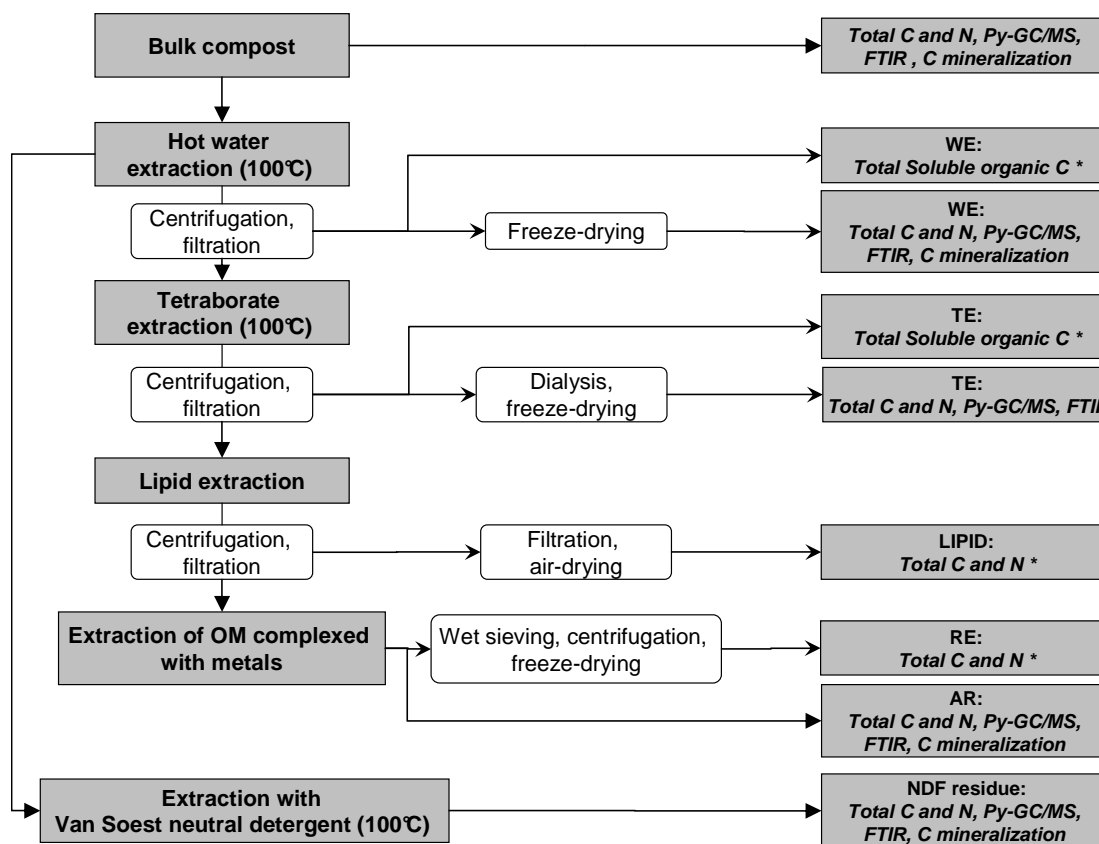 Bulk compost
Total C and N, Py-GC/MS,
FTIR , C mineralization
Hot water
extraction (100°C)
WE:
Total Soluble organic C *
Centrifugation,
filtration
Freeze-drying
WE:
Total C and N, Py-GC/MS,
FTIR, C mineralization
Tetraborate
extraction (100°C)
TE:
Total Soluble organic C *
Centrifugation,
filtration
Dialysis,
freeze-drying
TE:
Total C and N, Py-GC/MS, FTI
Lipid extraction
Centrifugation,
filtration
Filtration,
air-drying
LIPID:
Total C and N *
Extraction of OM complexed
with metals
Wet sieving, centrifugation,
freeze-drying
RE:
Total C and N *
AR:
Total C and N, Py-GC/MS,
FTIR, C mineralization
Extraction with
Van Soest neutral detergent (100°C)
NDF residue:
Total C and N, Py-GC/MS,
FTIR, C mineralization